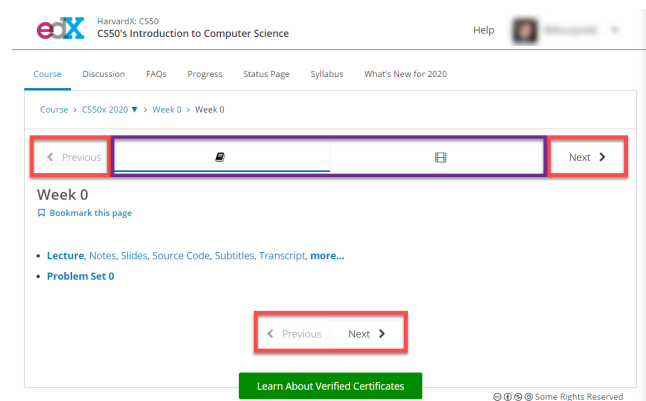 edX
HarvardX: CS50
CS50's Introduction to Computer Science
Help
Course Discussion FAQs Progress Status Page Syllabus What's New for 2020
Course > CS50x 2020 ▼ > Week 0 > Week 0
Previous
Next
Week 0
Bookmark this page
• Lecture, Notes, Slides, Source Code, Subtitles, Transcript, more...
• Problem Set 0
Previous Next
Learn About Verified Certificates
Some Rights Reserved